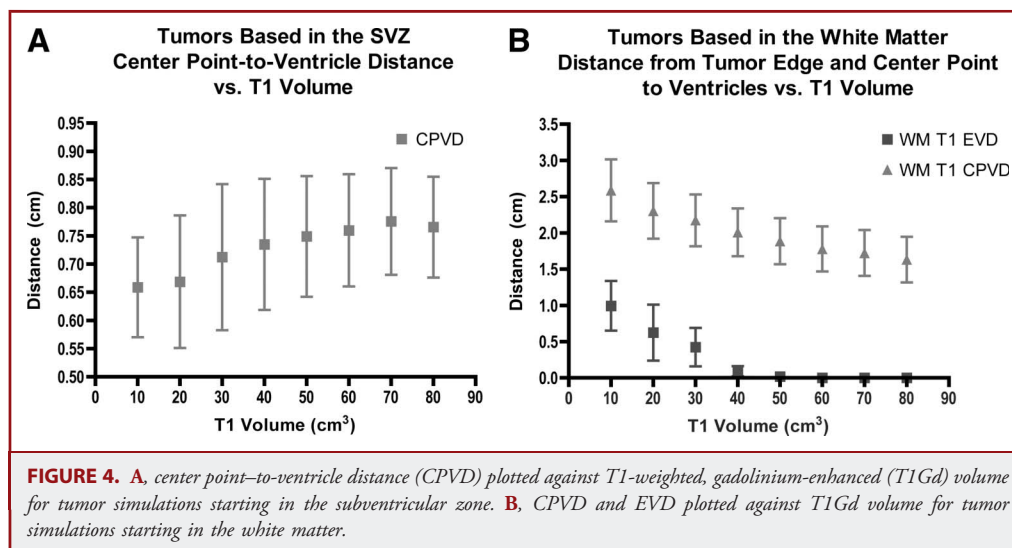 A
Tumors Based in the SVZ
Center Point-to-Ventricle Distance
vs. T1 Volume
0.95
0.90
0.85
0.80
0.75
0.70
0.65
0.60
0.55
0.50
Distance (cm)
CPVD
0 10 20 30 40 50 60 70 80 90
T1 Volume (cm³)
B
Tumors Based in the White Matter
Distance from Tumor Edge and Center Point
to Ventricles vs. T1 Volume
3.5
3.0
2.5
2.0
1.5
1.0
0.5
0.0
Distance (cm)
WM T1 EVD
WM T1 CPVD
0 10 20 30 40 50 60 70 80 90
T1 Volume (cm³)
FIGURE 4. A, center point–to-ventricle distance (CPVD) plotted against T1-weighted, gadolinium-enhanced (T1Gd) volume
for tumor simulations starting in the subventricular zone. B, CPVD and EVD plotted against T1Gd volume for tumor
simulations starting in the white matter.